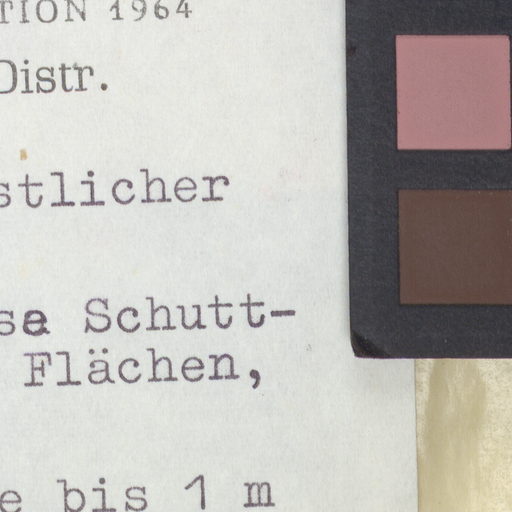 TION 1964
Distr.
stlicher
se Schutt-
Flächen,
e bis 1 m